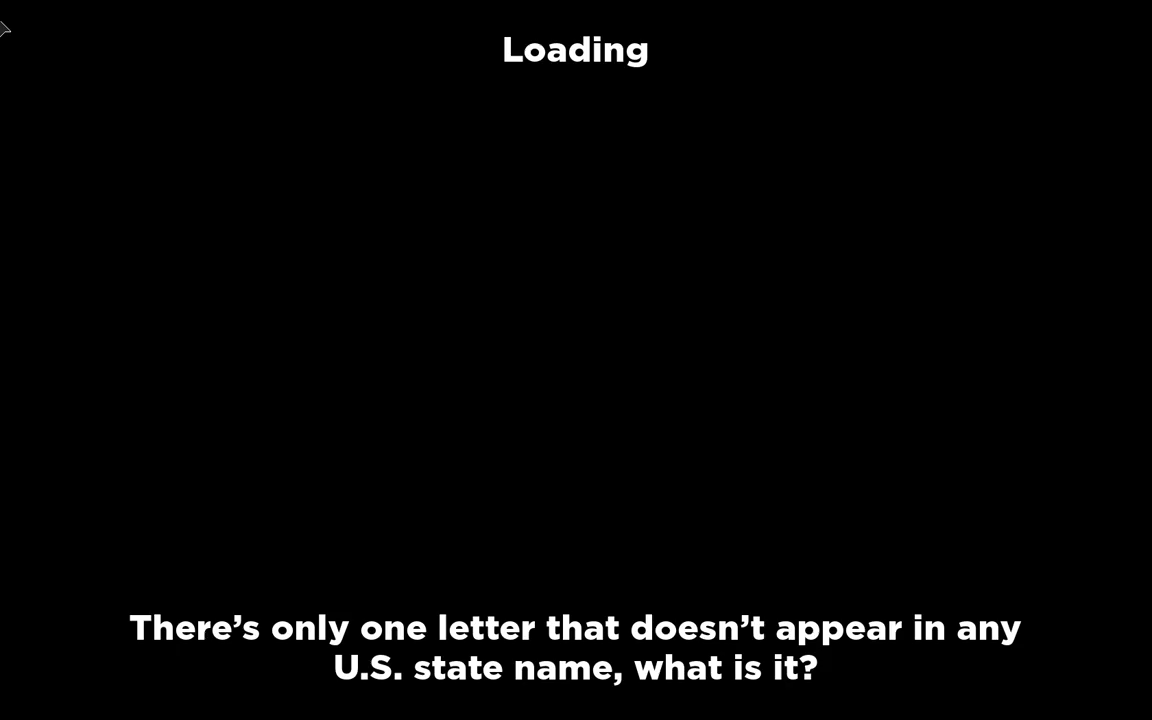 Loading
There’s only one letter that doesn’t appear in any
U.S. state name, what is it?